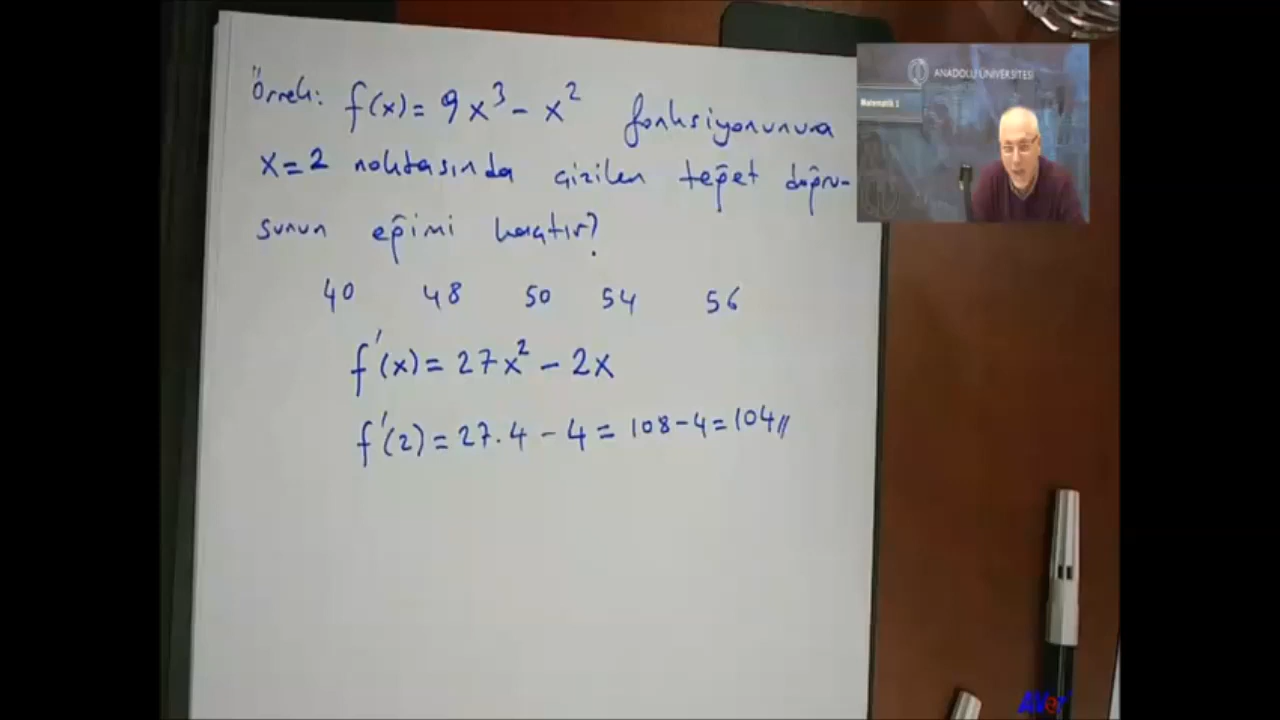 Örnek: f(x) = 9x³ - x² fonksiyonunun
x=2 noktasında çizilen teğet doğru-
sunun eğimi kaçtır?
40 48 50 54 56
f'(x) = 27x² - 2x
f'(2) = 27.4 - 4 = 108-4 = 104//
ANADOLU ÜNİVERSİTESİ
Matematik 1
AVer